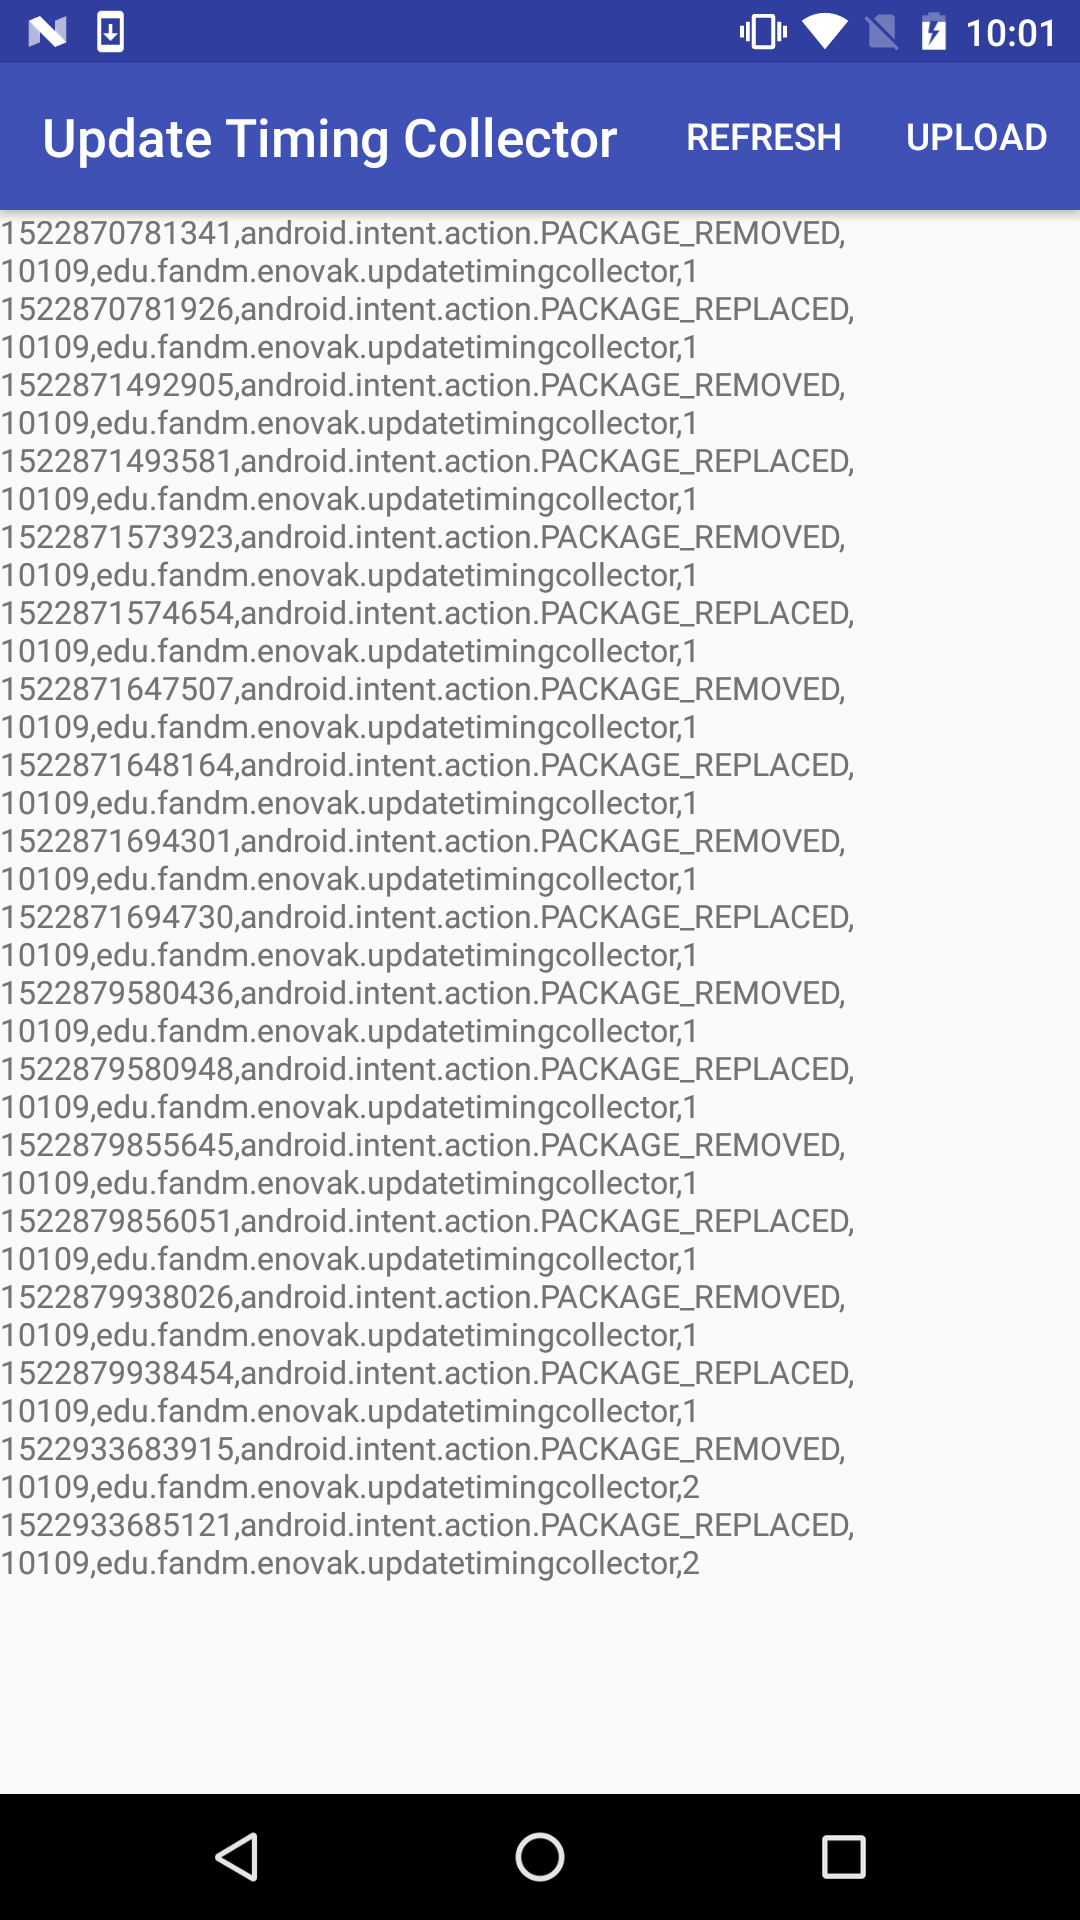 10:01
Update Timing Collector REFRESH UPLOAD
1522870781341,android.intent.action.PACKAGE_REMOVED,
10109,edu.fandm.enovak.updatetimingcollector,1
1522870781926,android.intent.action.PACKAGE_REPLACED,
10109,edu.fandm.enovak.updatetimingcollector,1
1522871492905,android.intent.action.PACKAGE_REMOVED,
10109,edu.fandm.enovak.updatetimingcollector,1
1522871493581,android.intent.action.PACKAGE_REPLACED,
10109,edu.fandm.enovak.updatetimingcollector,1
1522871573923,android.intent.action.PACKAGE_REMOVED,
10109,edu.fandm.enovak.updatetimingcollector,1
1522871574654,android.intent.action.PACKAGE_REPLACED,
10109,edu.fandm.enovak.updatetimingcollector,1
1522871647507,android.intent.action.PACKAGE_REMOVED,
10109,edu.fandm.enovak.updatetimingcollector,1
1522871648164,android.intent.action.PACKAGE_REPLACED,
10109,edu.fandm.enovak.updatetimingcollector,1
1522871694301,android.intent.action.PACKAGE_REMOVED,
10109,edu.fandm.enovak.updatetimingcollector,1
1522871694730,android.intent.action.PACKAGE_REPLACED,
10109,edu.fandm.enovak.updatetimingcollector,1
1522879580436,android.intent.action.PACKAGE_REMOVED,
10109,edu.fandm.enovak.updatetimingcollector,1
1522879580948,android.intent.action.PACKAGE_REPLACED,
10109,edu.fandm.enovak.updatetimingcollector,1
1522879855645,android.intent.action.PACKAGE_REMOVED,
10109,edu.fandm.enovak.updatetimingcollector,1
1522879856051,android.intent.action.PACKAGE_REPLACED,
10109,edu.fandm.enovak.updatetimingcollector,1
1522879938026,android.intent.action.PACKAGE_REMOVED,
10109,edu.fandm.enovak.updatetimingcollector,1
1522879938454,android.intent.action.PACKAGE_REPLACED,
10109,edu.fandm.enovak.updatetimingcollector,1
1522933683915,android.intent.action.PACKAGE_REMOVED,
10109,edu.fandm.enovak.updatetimingcollector,2
1522933685121,android.intent.action.PACKAGE_REPLACED,
10109,edu.fandm.enovak.updatetimingcollector,2